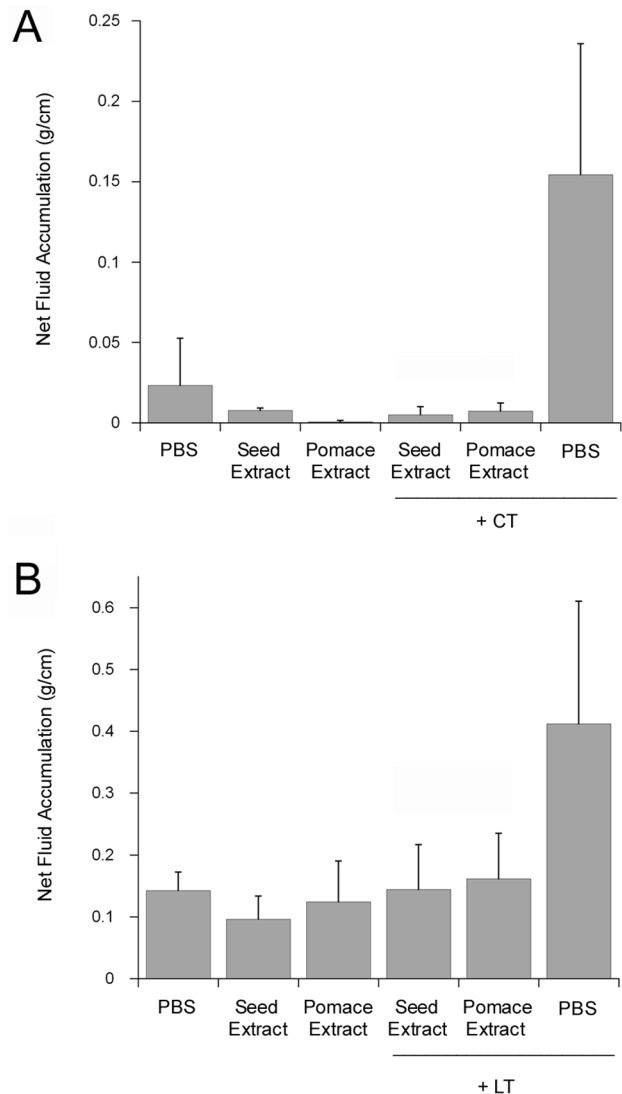 A
Net Fluid Accumulation (g/cm)
0.25
0.2
0.15
0.1
0.05
0
PBS
Seed
Extract
Pomace
Extract
Seed
Extract
Pomace
Extract
PBS
+ CT
B
Net Fluid Accumulation (g/cm)
0.6
0.5
0.4
0.3
0.2
0.1
0
PBS
Seed
Extract
Pomace
Extract
Seed
Extract
Pomace
Extract
PBS
+ LT